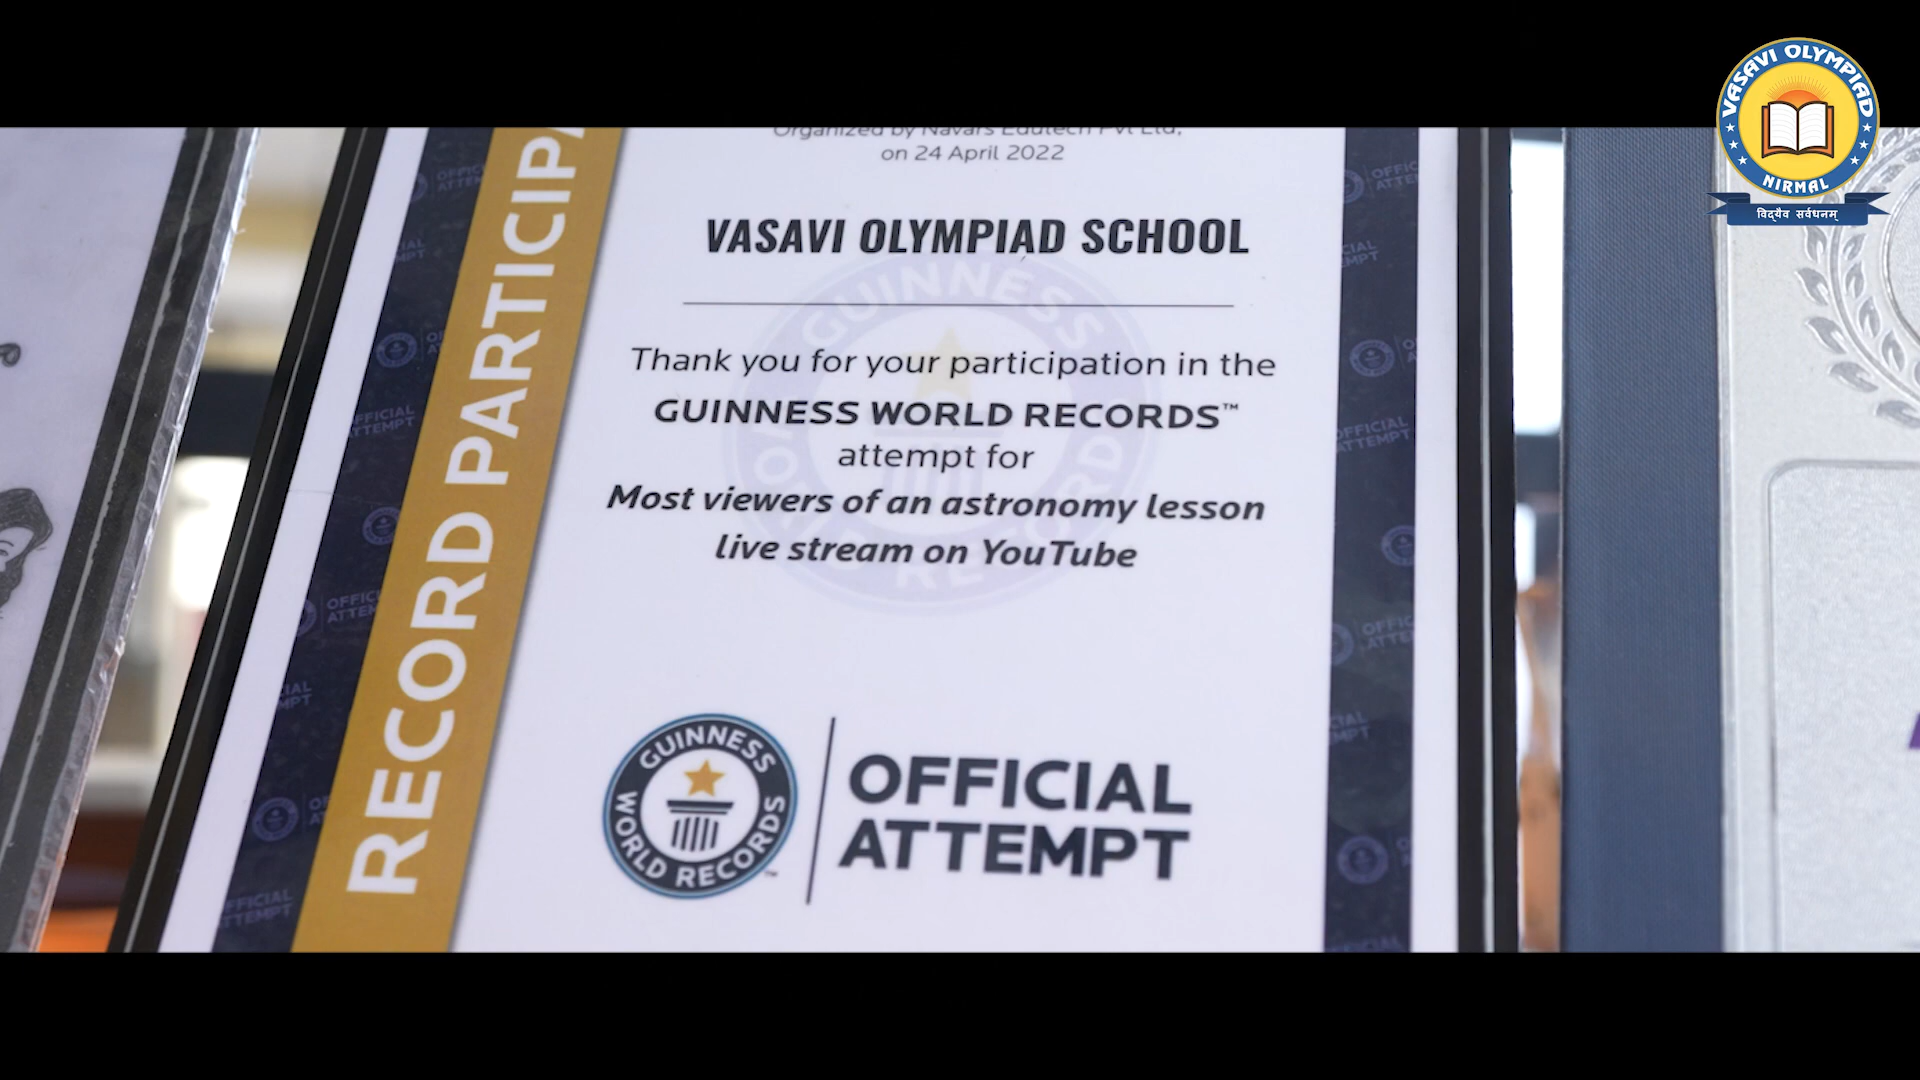 Organized by Navars Edutech Pvt Ltd,
on 24 April 2022
VASAVI OLYMPIAD SCHOOL
Thank you for your participation in the
GUINNESS WORLD RECORDS™
attempt for
Most viewers of an astronomy lesson
live stream on YouTube
RECORD PARTICIPA
GUINNESS
WORLD RECORDS™
OFFICIAL
ATTEMPT
VASAVI OLYMPIAD
NIRMAL
विद्यैव सर्वधनम्